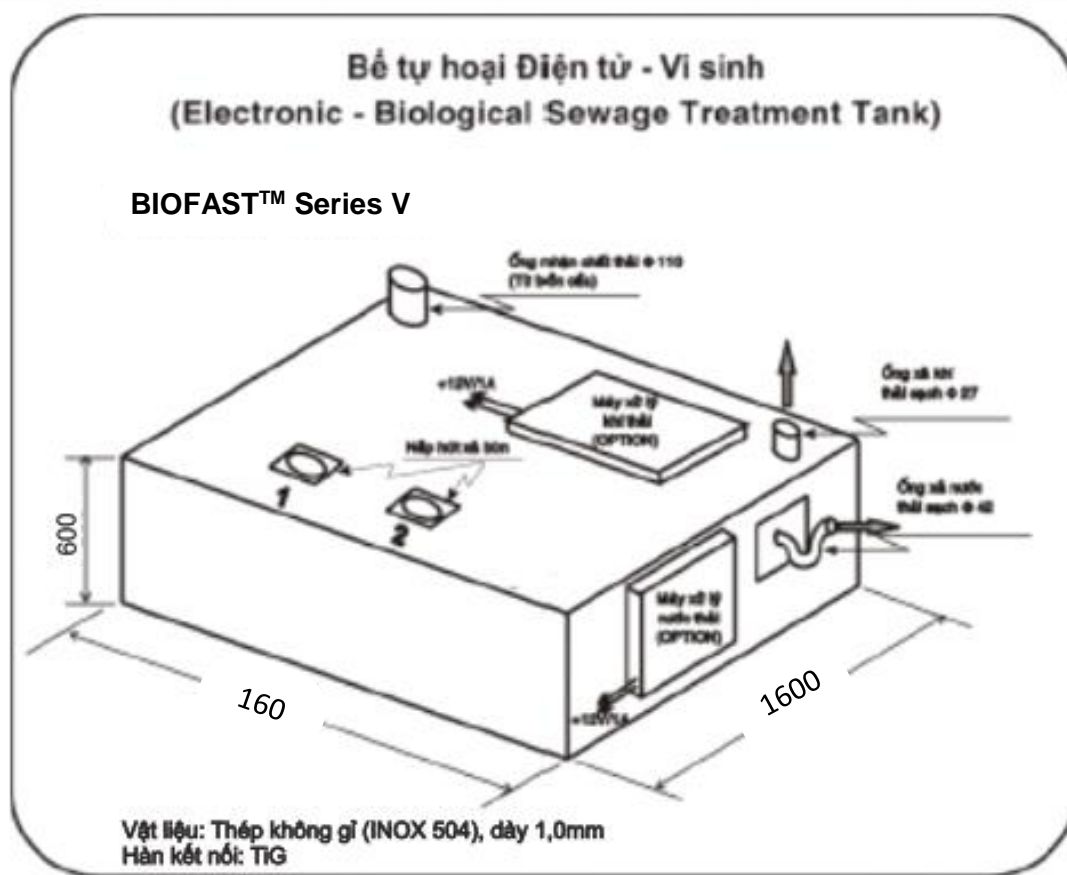 Bể tự hoại Điện tử - Vi sinh
(Electronic - Biological Sewage Treatment Tank)
BIOFAST™ Series V
Ống nhận chất thải Φ 110
(Từ bồn cầu)
+12V/1A
Máy xử lý
khí thải
(OPTION)
Ống xả khí
thải sạch Φ 27
Nắp hút xả bùn
1
2
Ống xả nước
thải sạch Φ 42
600
Máy xử lý
nước thải
(OPTION)
+12V/1A
160
1600
Vật liệu: Thép không gỉ (INOX 504), dày 1,0mm
Hàn kết nối: TiG